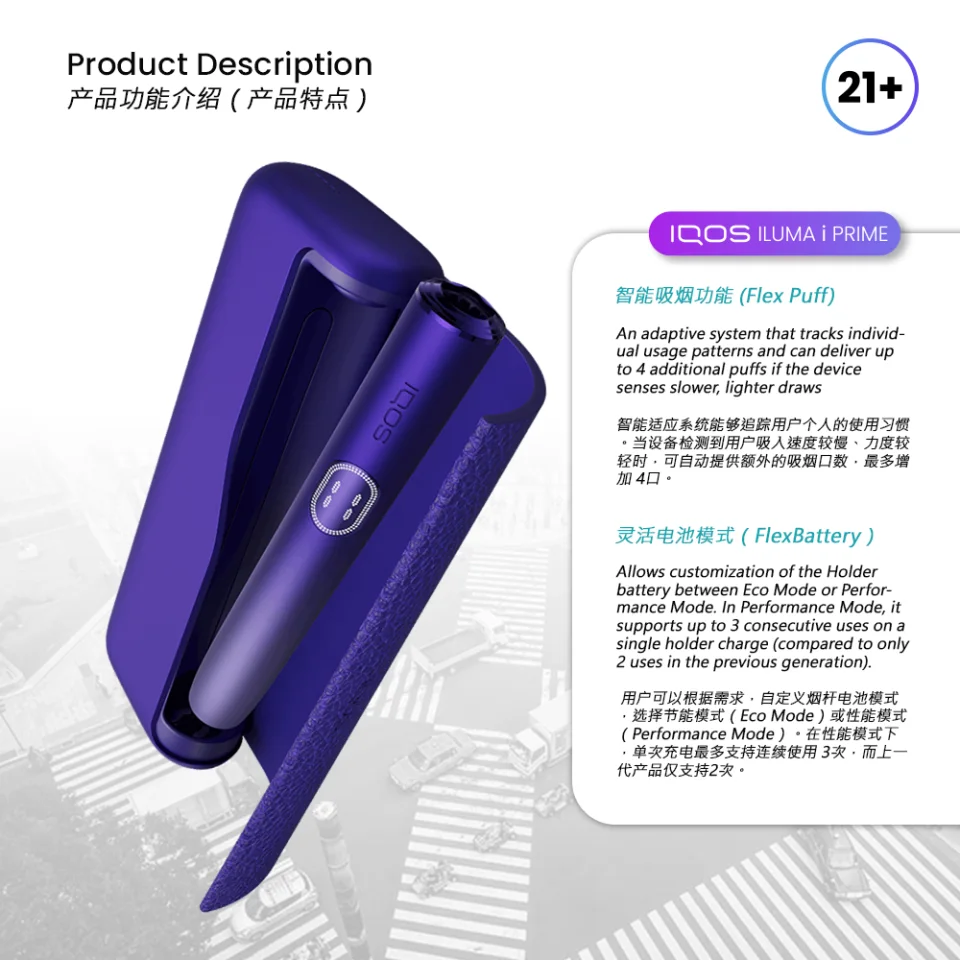 Product Description
产品功能介绍 ( 产品特点 )
21+
IQOS ILUMA i PRIME
IQOS
智能吸烟功能 (Flex Puff)
An adaptive system that tracks individ-
ual usage patterns and can deliver up
to 4 additional puffs if the device
senses slower, lighter draws
智能适应系统能够追踪用户个人的使用习惯
。当设备检测到用户吸入速度较慢、力度较
轻时，可自动提供额外的吸烟口数，最多增
加 4口。
灵活电池模式 ( FlexBattery )
Allows customization of the Holder
battery between Eco Mode or Perfor-
mance Mode. In Performance Mode, it
supports up to 3 consecutive uses on a
single holder charge (compared to only
2 uses in the previous generation).
用户可以根据需求，自定义烟杆电池模式
，选择节能模式 ( Eco Mode ) 或性能模式
( Performance Mode ) 。在性能模式下
，单次充电最多支持连续使用 3次，而上一
代产品仅支持2次。